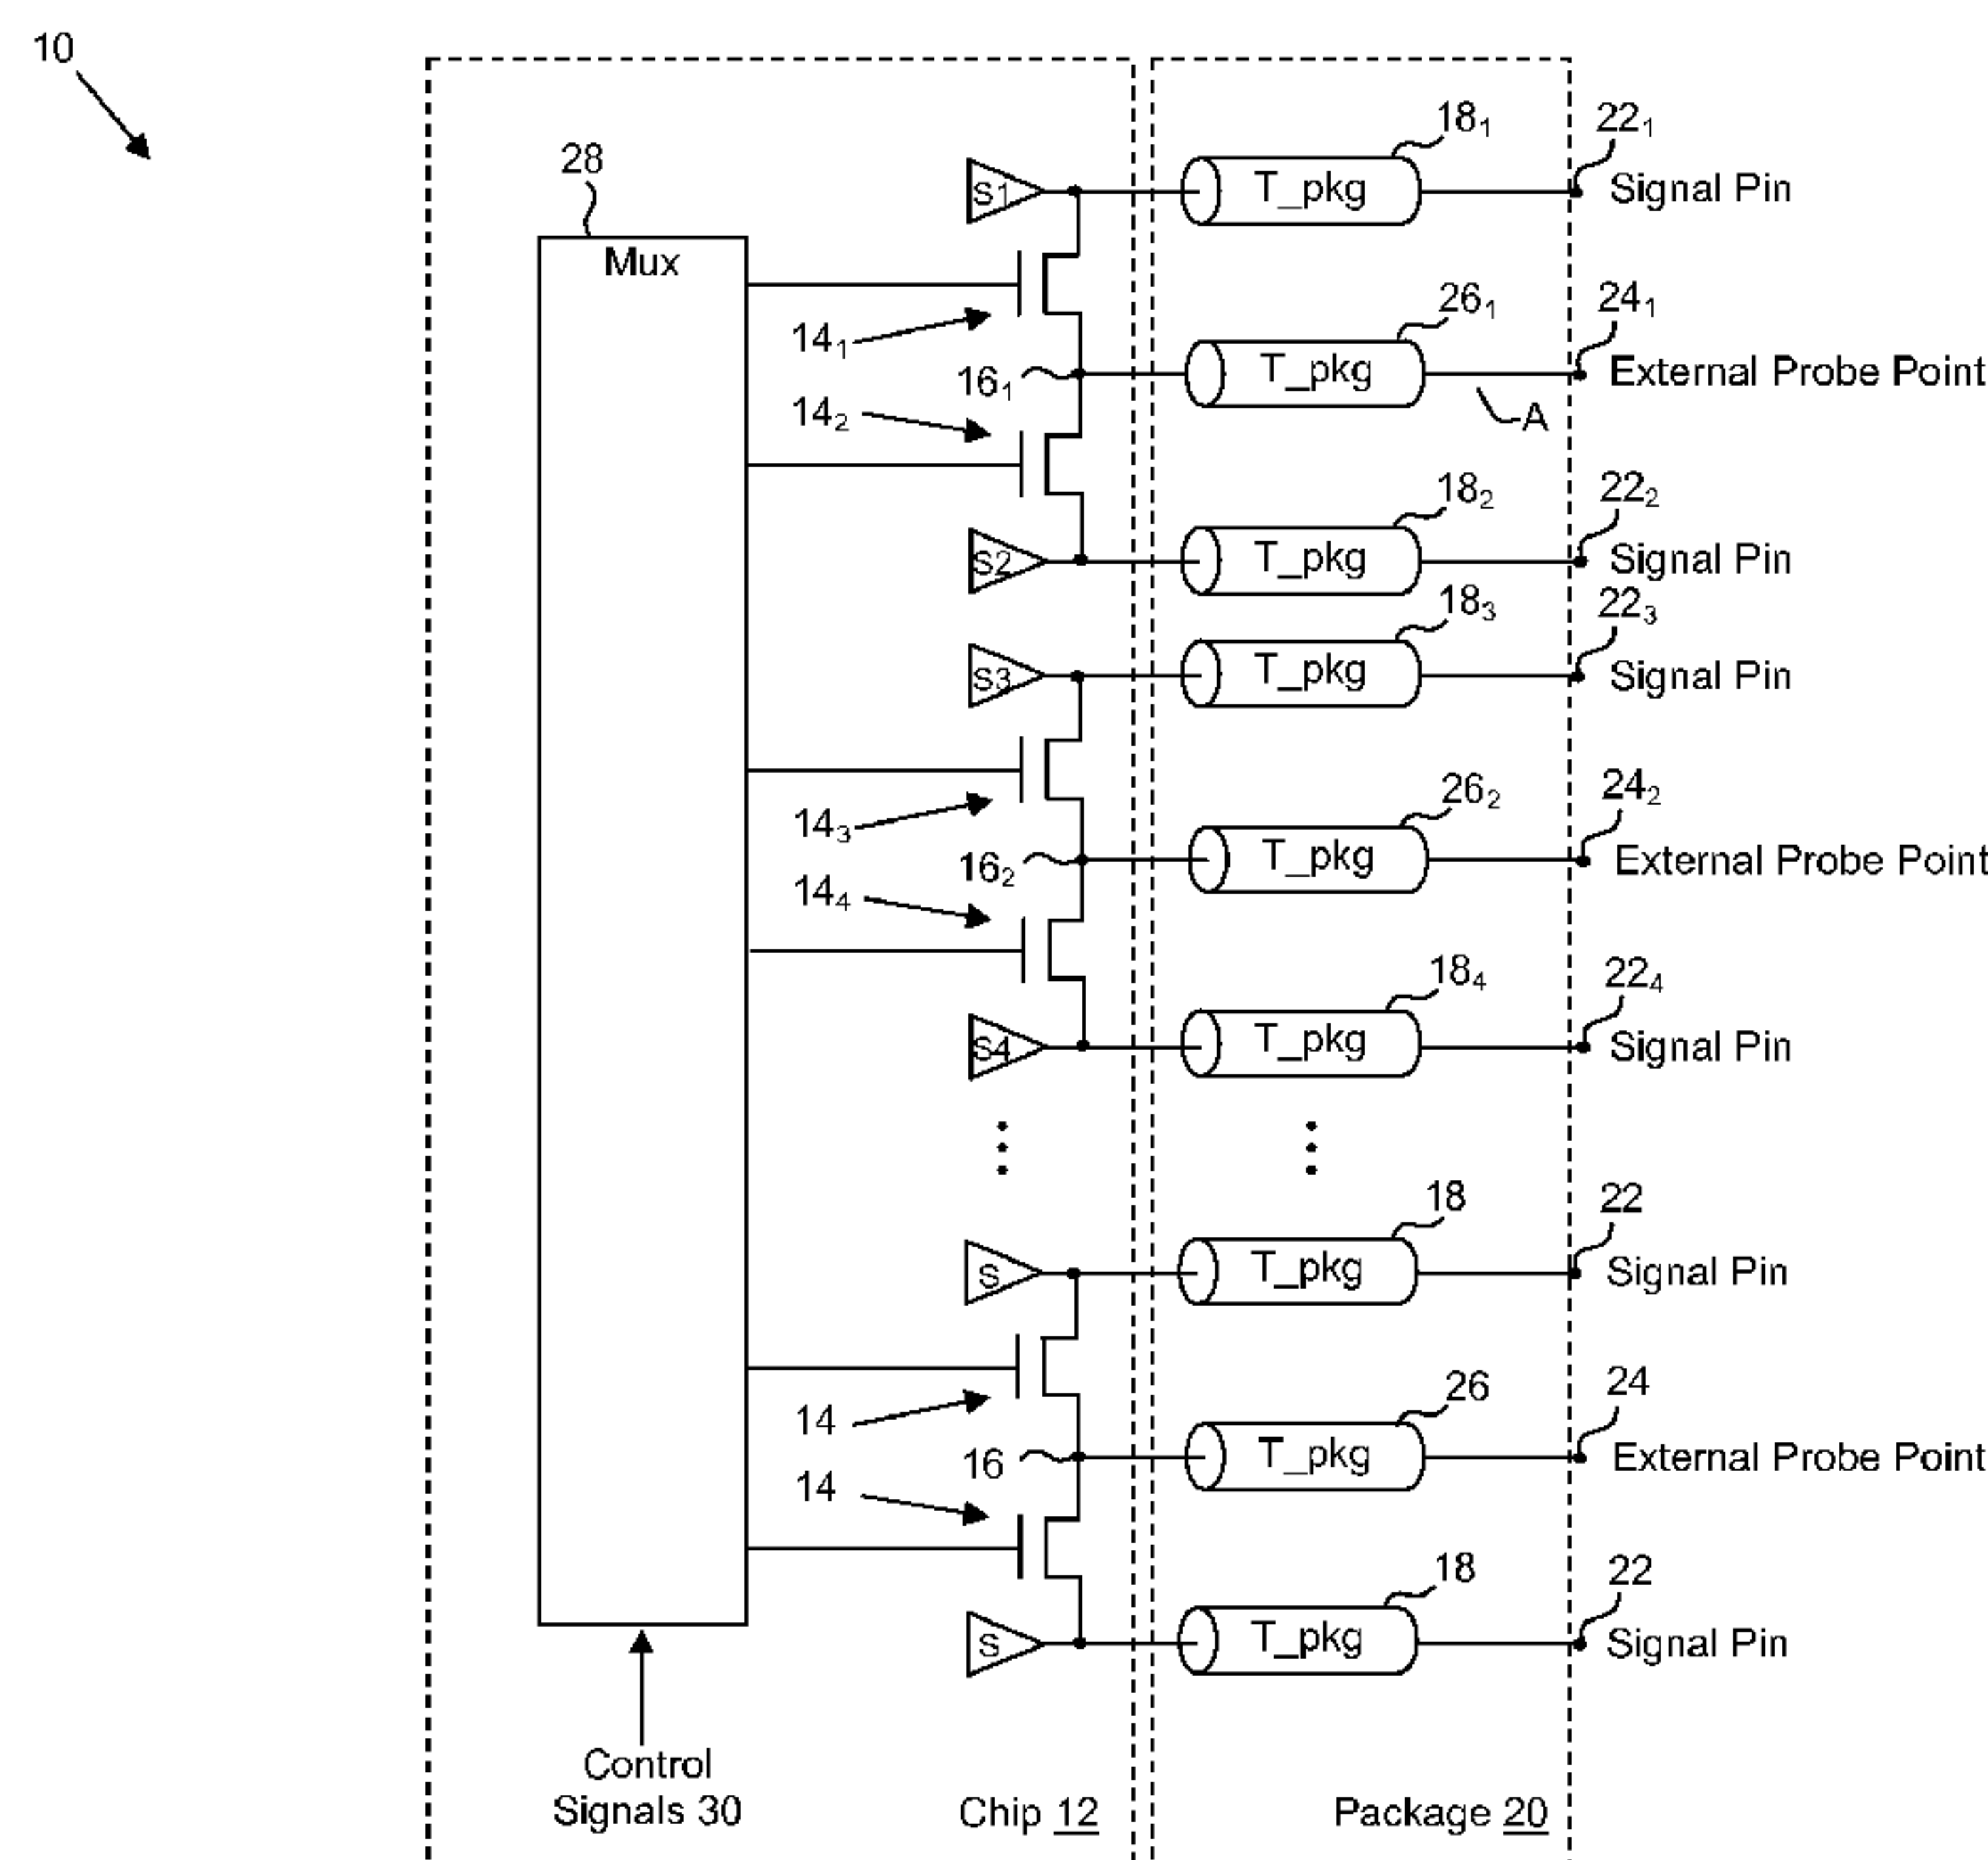 10
18₁
22₁
28
S1
T_pkg
Signal Pin
Mux
26₁
24₁
14₁
16₁
T_pkg
External Probe Point
14₂
A
18₂
22₂
S2
T_pkg
Signal Pin
18₃
22₃
S3
T_pkg
Signal Pin
26₂
24₂
14₃
16₂
T_pkg
External Probe Point
14₄
18₄
22₄
S4
T_pkg
Signal Pin
18
22
S
T_pkg
Signal Pin
26
24
14
16
T_pkg
External Probe Point
14
18
22
S
T_pkg
Signal Pin
Control
Signals 30
Chip 12
Package 20